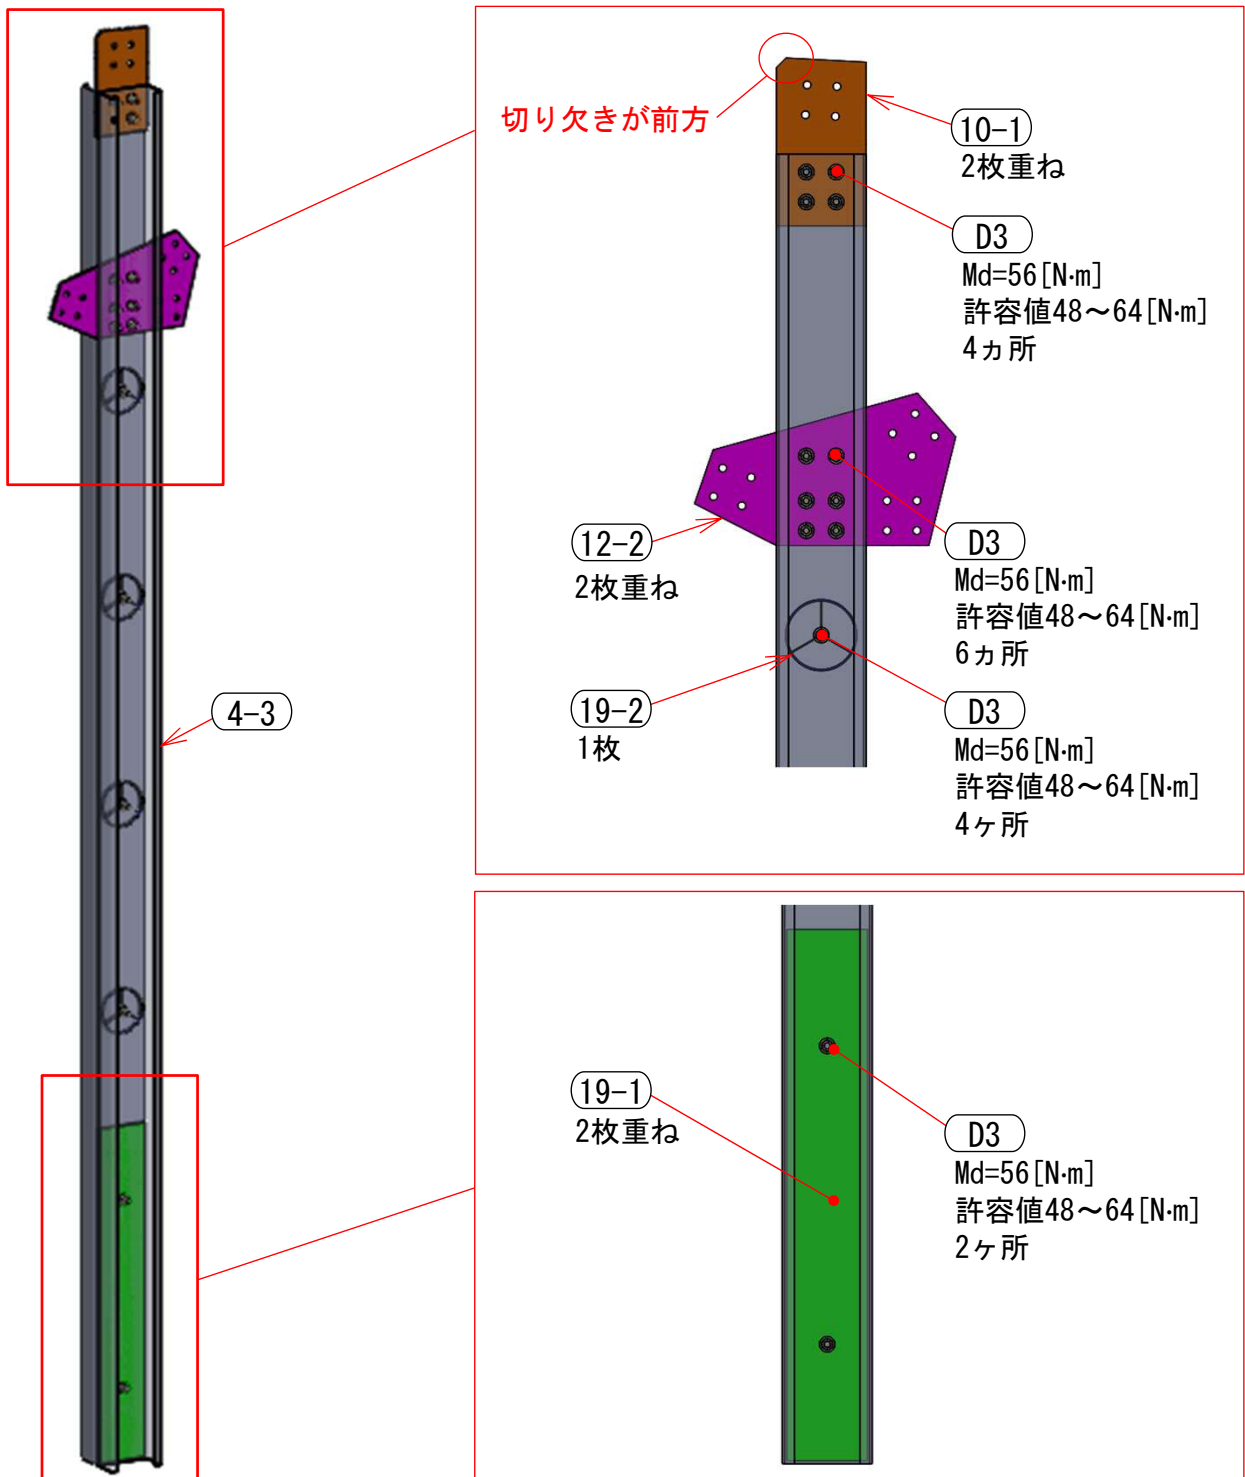 切り欠きが前方
10-1
2枚重ね
D3
Md=56[N·m]
許容値48～64[N·m]
4ヵ所
12-2
2枚重ね
D3
Md=56[N·m]
許容値48～64[N·m]
6ヵ所
19-2
1枚
D3
Md=56[N·m]
許容値48～64[N·m]
4ヶ所
4-3
19-1
2枚重ね
D3
Md=56[N·m]
許容値48～64[N·m]
2ヶ所